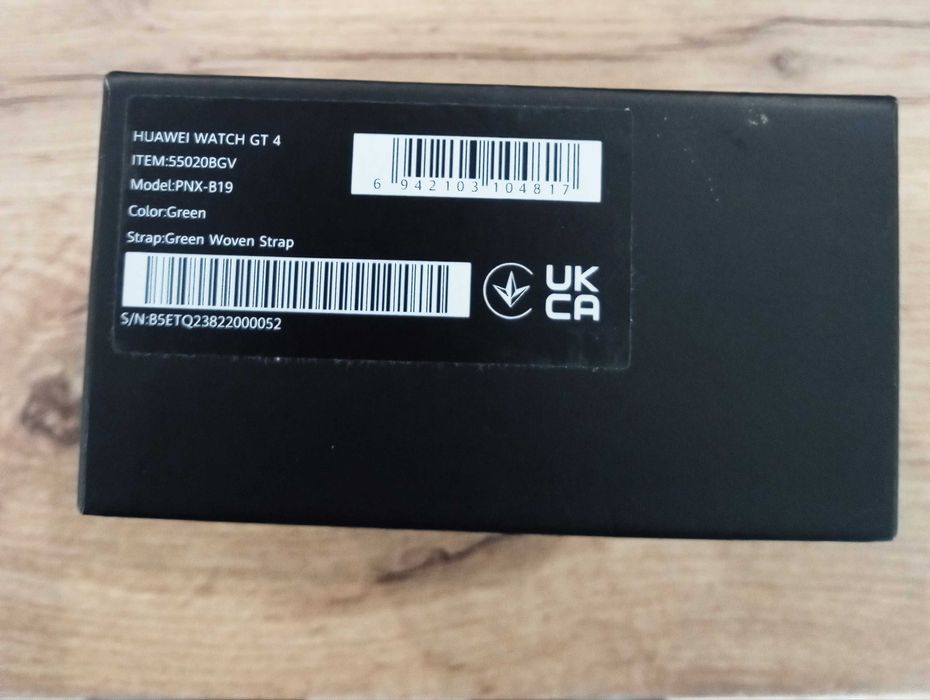 HUAWEI WATCH GT 4
ITEM:55020BGV
Model:PNX-B19
Color:Green
Strap:Green Woven Strap
6 942103 104817
S/N:B5ETQ23822000052
UK
CA